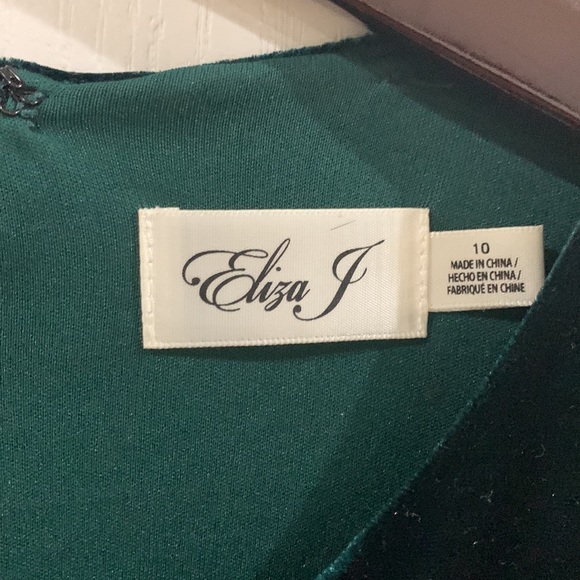 Eliza J
10
MADE IN CHINA /
HECHO EN CHINA /
FABRIQUÉ EN CHINE